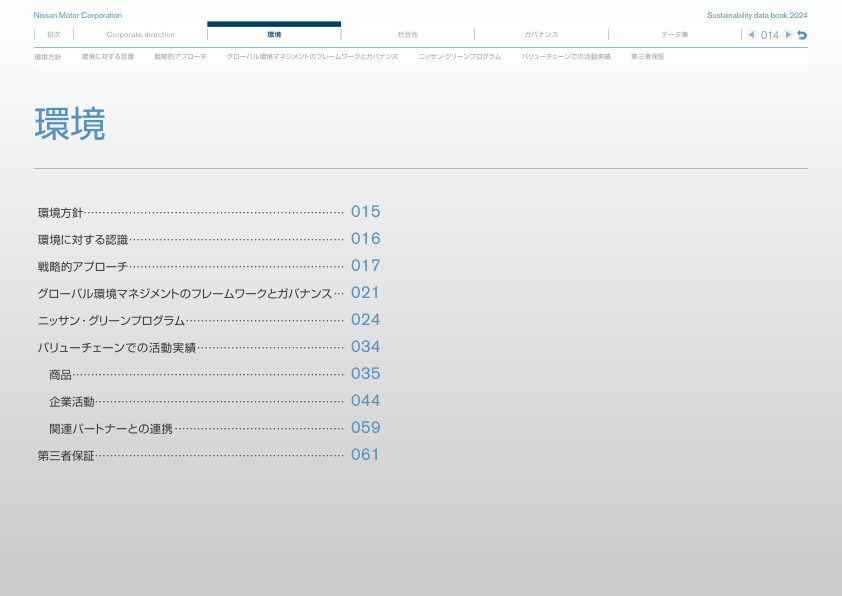 Nissan Motor Corporation
Sustainability data book 2024
目次 Corporate direction 環境 社会性 ガバナンス データ集 014
環境方針 環境に対する認識 戦略的アプローチ グローバル環境マネジメントのフレームワークとガバナンス ニッサン・グリーンプログラム バリューチェーンでの活動実績 第三者保証
環境
環境方針 015
環境に対する認識 016
戦略的アプローチ 017
グローバル環境マネジメントのフレームワークとガバナンス 021
ニッサン・グリーンプログラム 024
バリューチェーンでの活動実績 034
商品 035
企業活動 044
関連パートナーとの連携 059
第三者保証 061